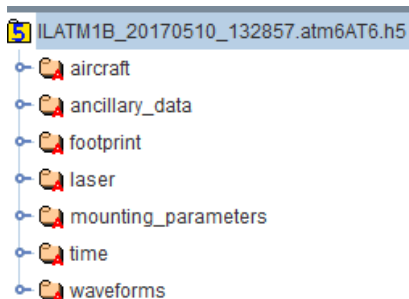 ILATM1B_20170510_132857.atm6AT6.h5
aircraft
ancillary_data
footprint
laser
mounting_parameters
time
waveforms